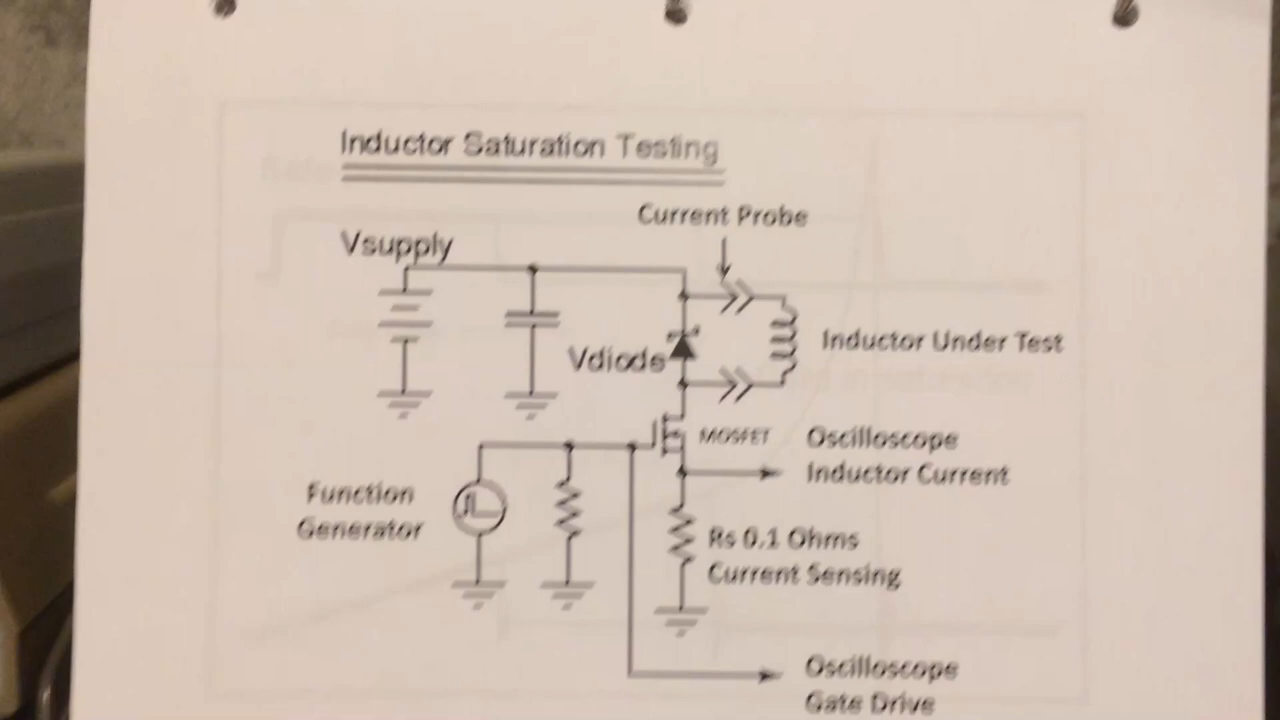 Inductor Saturation Testing
Current Probe
Vsupply
Vdiode
Inductor Under Test
MOSFET
Oscilloscope
Inductor Current
Function
Generator
Rs 0.1 Ohms
Current Sensing
Oscilloscope
Gate Drive